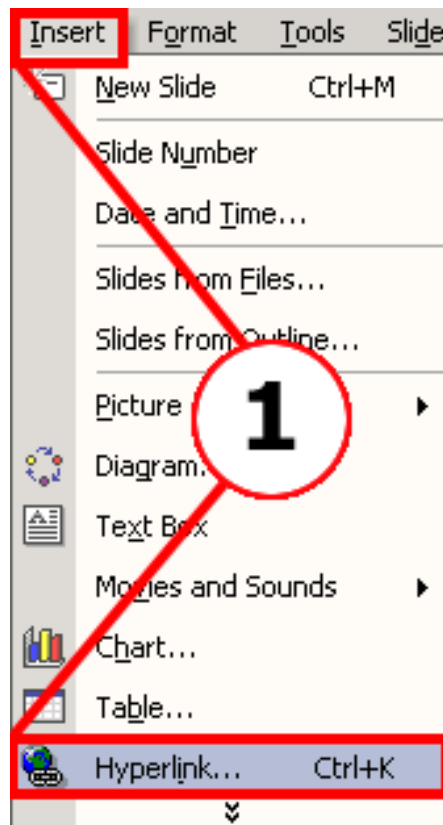 Insert Format Tools Slide
New Slide Ctrl+M
Slide Number
Date and Time...
Slides from Files...
Slides from Outline...
Picture
1
Diagram...
Text Box
Movies and Sounds
Chart...
Table...
Hyperlink... Ctrl+K